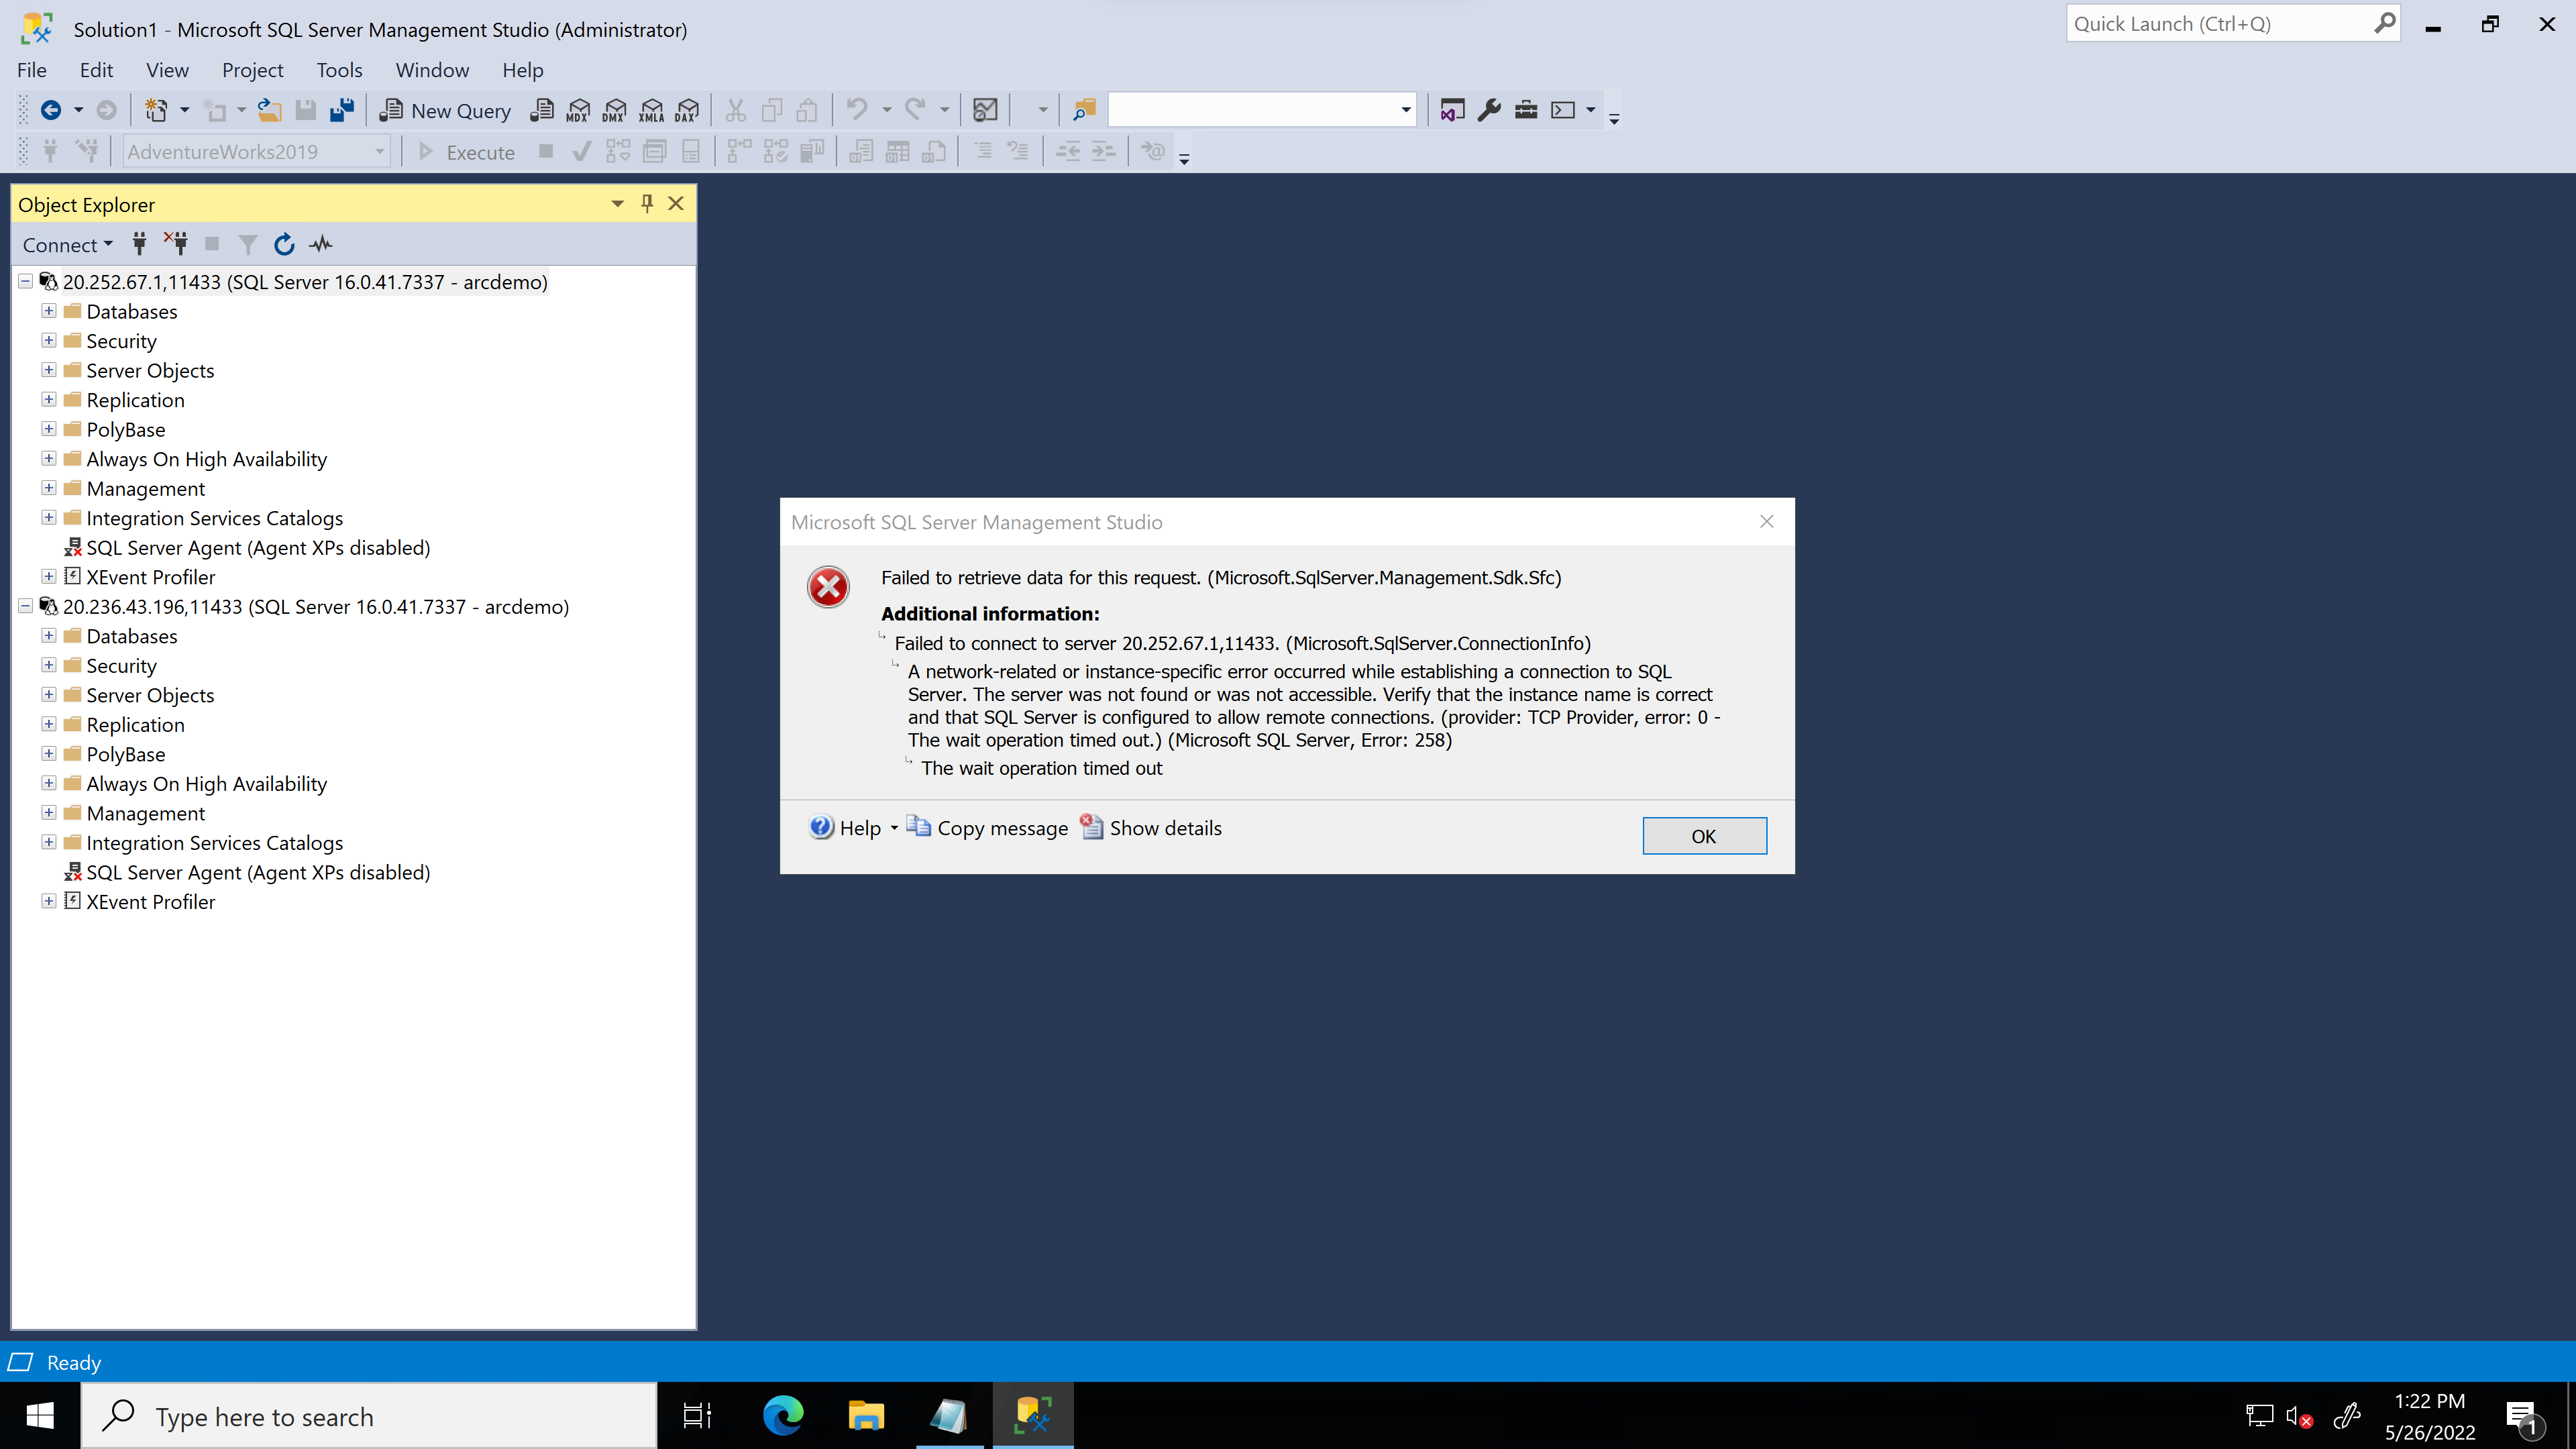 Solution1 - Microsoft SQL Server Management Studio (Administrator)
Quick Launch (Ctrl+Q)
File Edit View Project Tools Window Help
New Query MDX DMX XMLA DAX
AdventureWorks2019 Execute
Object Explorer
Connect
20.252.67.1,11433 (SQL Server 16.0.41.7337 - arcdemo)
Databases
Security
Server Objects
Replication
PolyBase
Always On High Availability
Management
Integration Services Catalogs
SQL Server Agent (Agent XPs disabled)
XEvent Profiler
20.236.43.196,11433 (SQL Server 16.0.41.7337 - arcdemo)
Databases
Security
Server Objects
Replication
PolyBase
Always On High Availability
Management
Integration Services Catalogs
SQL Server Agent (Agent XPs disabled)
XEvent Profiler
Microsoft SQL Server Management Studio
Failed to retrieve data for this request. (Microsoft.SqlServer.Management.Sdk.Sfc)
Additional information:
Failed to connect to server 20.252.67.1,11433. (Microsoft.SqlServer.ConnectionInfo)
A network-related or instance-specific error occurred while establishing a connection to SQL
Server. The server was not found or was not accessible. Verify that the instance name is correct
and that SQL Server is configured to allow remote connections. (provider: TCP Provider, error: 0 -
The wait operation timed out.) (Microsoft SQL Server, Error: 258)
The wait operation timed out
Help Copy message Show details
OK
Ready
Type here to search
1:22 PM
5/26/2022
1